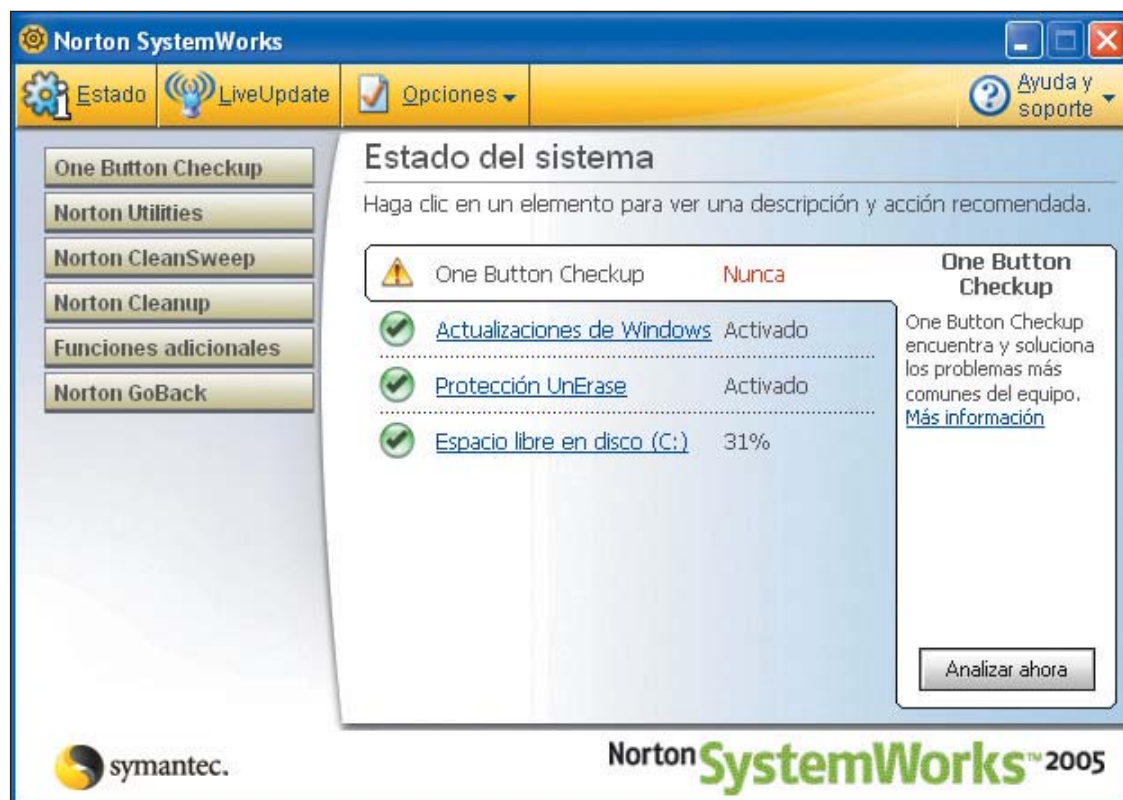 Norton SystemWorks
Estado
LiveUpdate
Opciones
Ayuda y
soporte
One Button Checkup
Norton Utilities
Norton CleanSweep
Norton Cleanup
Funciones adicionales
Norton GoBack
Estado del sistema
Haga clic en un elemento para ver una descripción y acción recomendada.
One Button Checkup Nunca
Actualizaciones de Windows Activado
Protección UnErase Activado
Espacio libre en disco (C:) 31%
One Button
Checkup
One Button Checkup
encuentra y soluciona
los problemas más
comunes del equipo.
Más información
Analizar ahora
symantec.
Norton SystemWorks™ 2005